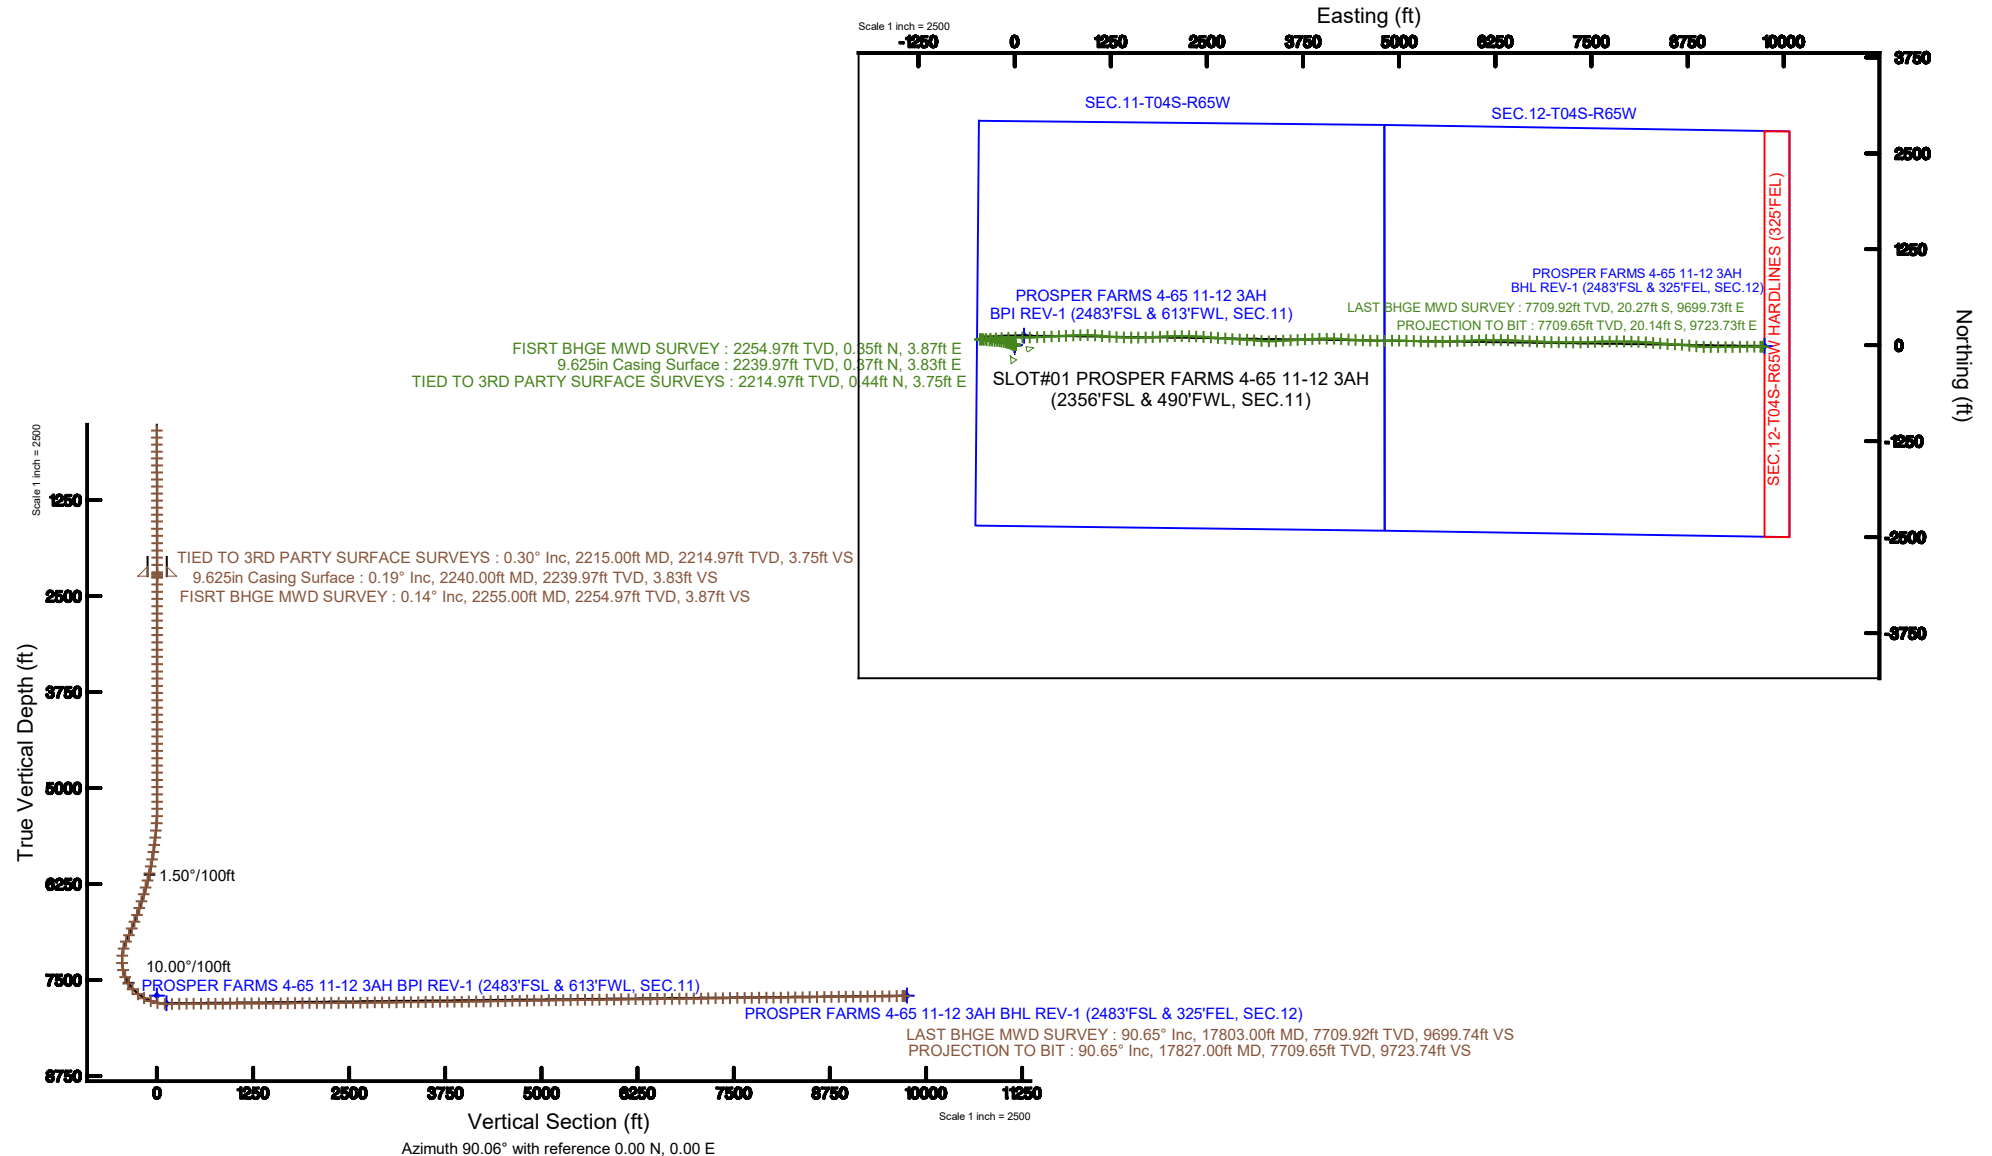 Scale 1 inch = 2500
Easting (ft)
-1250 0 1250 2500 3750 5000 6250 7500 8750 10000
3750
2500
1250
0
-1250
-2500
-3750
Northing (ft)
SEC.11-T04S-R65W
SEC.12-T04S-R65W
SEC.12-T04S-R65W HARDLINES (325'FEL)
PROSPER FARMS 4-65 11-12 3AH
BHL REV-1 (2483'FSL & 325'FEL, SEC.12)
PROSPER FARMS 4-65 11-12 3AH
BPI REV-1 (2483'FSL & 613'FWL, SEC.11)
LAST BHGE MWD SURVEY : 7709.92ft TVD, 20.27ft S, 9699.73ft E
PROJECTION TO BIT : 7709.65ft TVD, 20.14ft S, 9723.73ft E
FISRT BHGE MWD SURVEY : 2254.97ft TVD, 0.35ft N, 3.87ft E
9.625in Casing Surface : 2239.97ft TVD, 0.37ft N, 3.83ft E
TIED TO 3RD PARTY SURFACE SURVEYS : 2214.97ft TVD, 0.44ft N, 3.75ft E
SLOT#01 PROSPER FARMS 4-65 11-12 3AH
(2356'FSL & 490'FWL, SEC.11)
Scale 1 inch = 2500
True Vertical Depth (ft)
1250
2500
3750
5000
6250
7500
8750
TIED TO 3RD PARTY SURFACE SURVEYS : 0.30° Inc, 2215.00ft MD, 2214.97ft TVD, 3.75ft VS
9.625in Casing Surface : 0.19° Inc, 2240.00ft MD, 2239.97ft TVD, 3.83ft VS
FISRT BHGE MWD SURVEY : 0.14° Inc, 2255.00ft MD, 2254.97ft TVD, 3.87ft VS
1.50°/100ft
10.00°/100ft
PROSPER FARMS 4-65 11-12 3AH BPI REV-1 (2483'FSL & 613'FWL, SEC.11)
PROSPER FARMS 4-65 11-12 3AH BHL REV-1 (2483'FSL & 325'FEL, SEC.12)
LAST BHGE MWD SURVEY : 90.65° Inc, 17803.00ft MD, 7709.92ft TVD, 9699.74ft VS
PROJECTION TO BIT : 90.65° Inc, 17827.00ft MD, 7709.65ft TVD, 9723.74ft VS
0 1250 2500 3750 5000 6250 7500 8750 10000 11250
Vertical Section (ft)
Scale 1 inch = 2500
Azimuth 90.06° with reference 0.00 N, 0.00 E